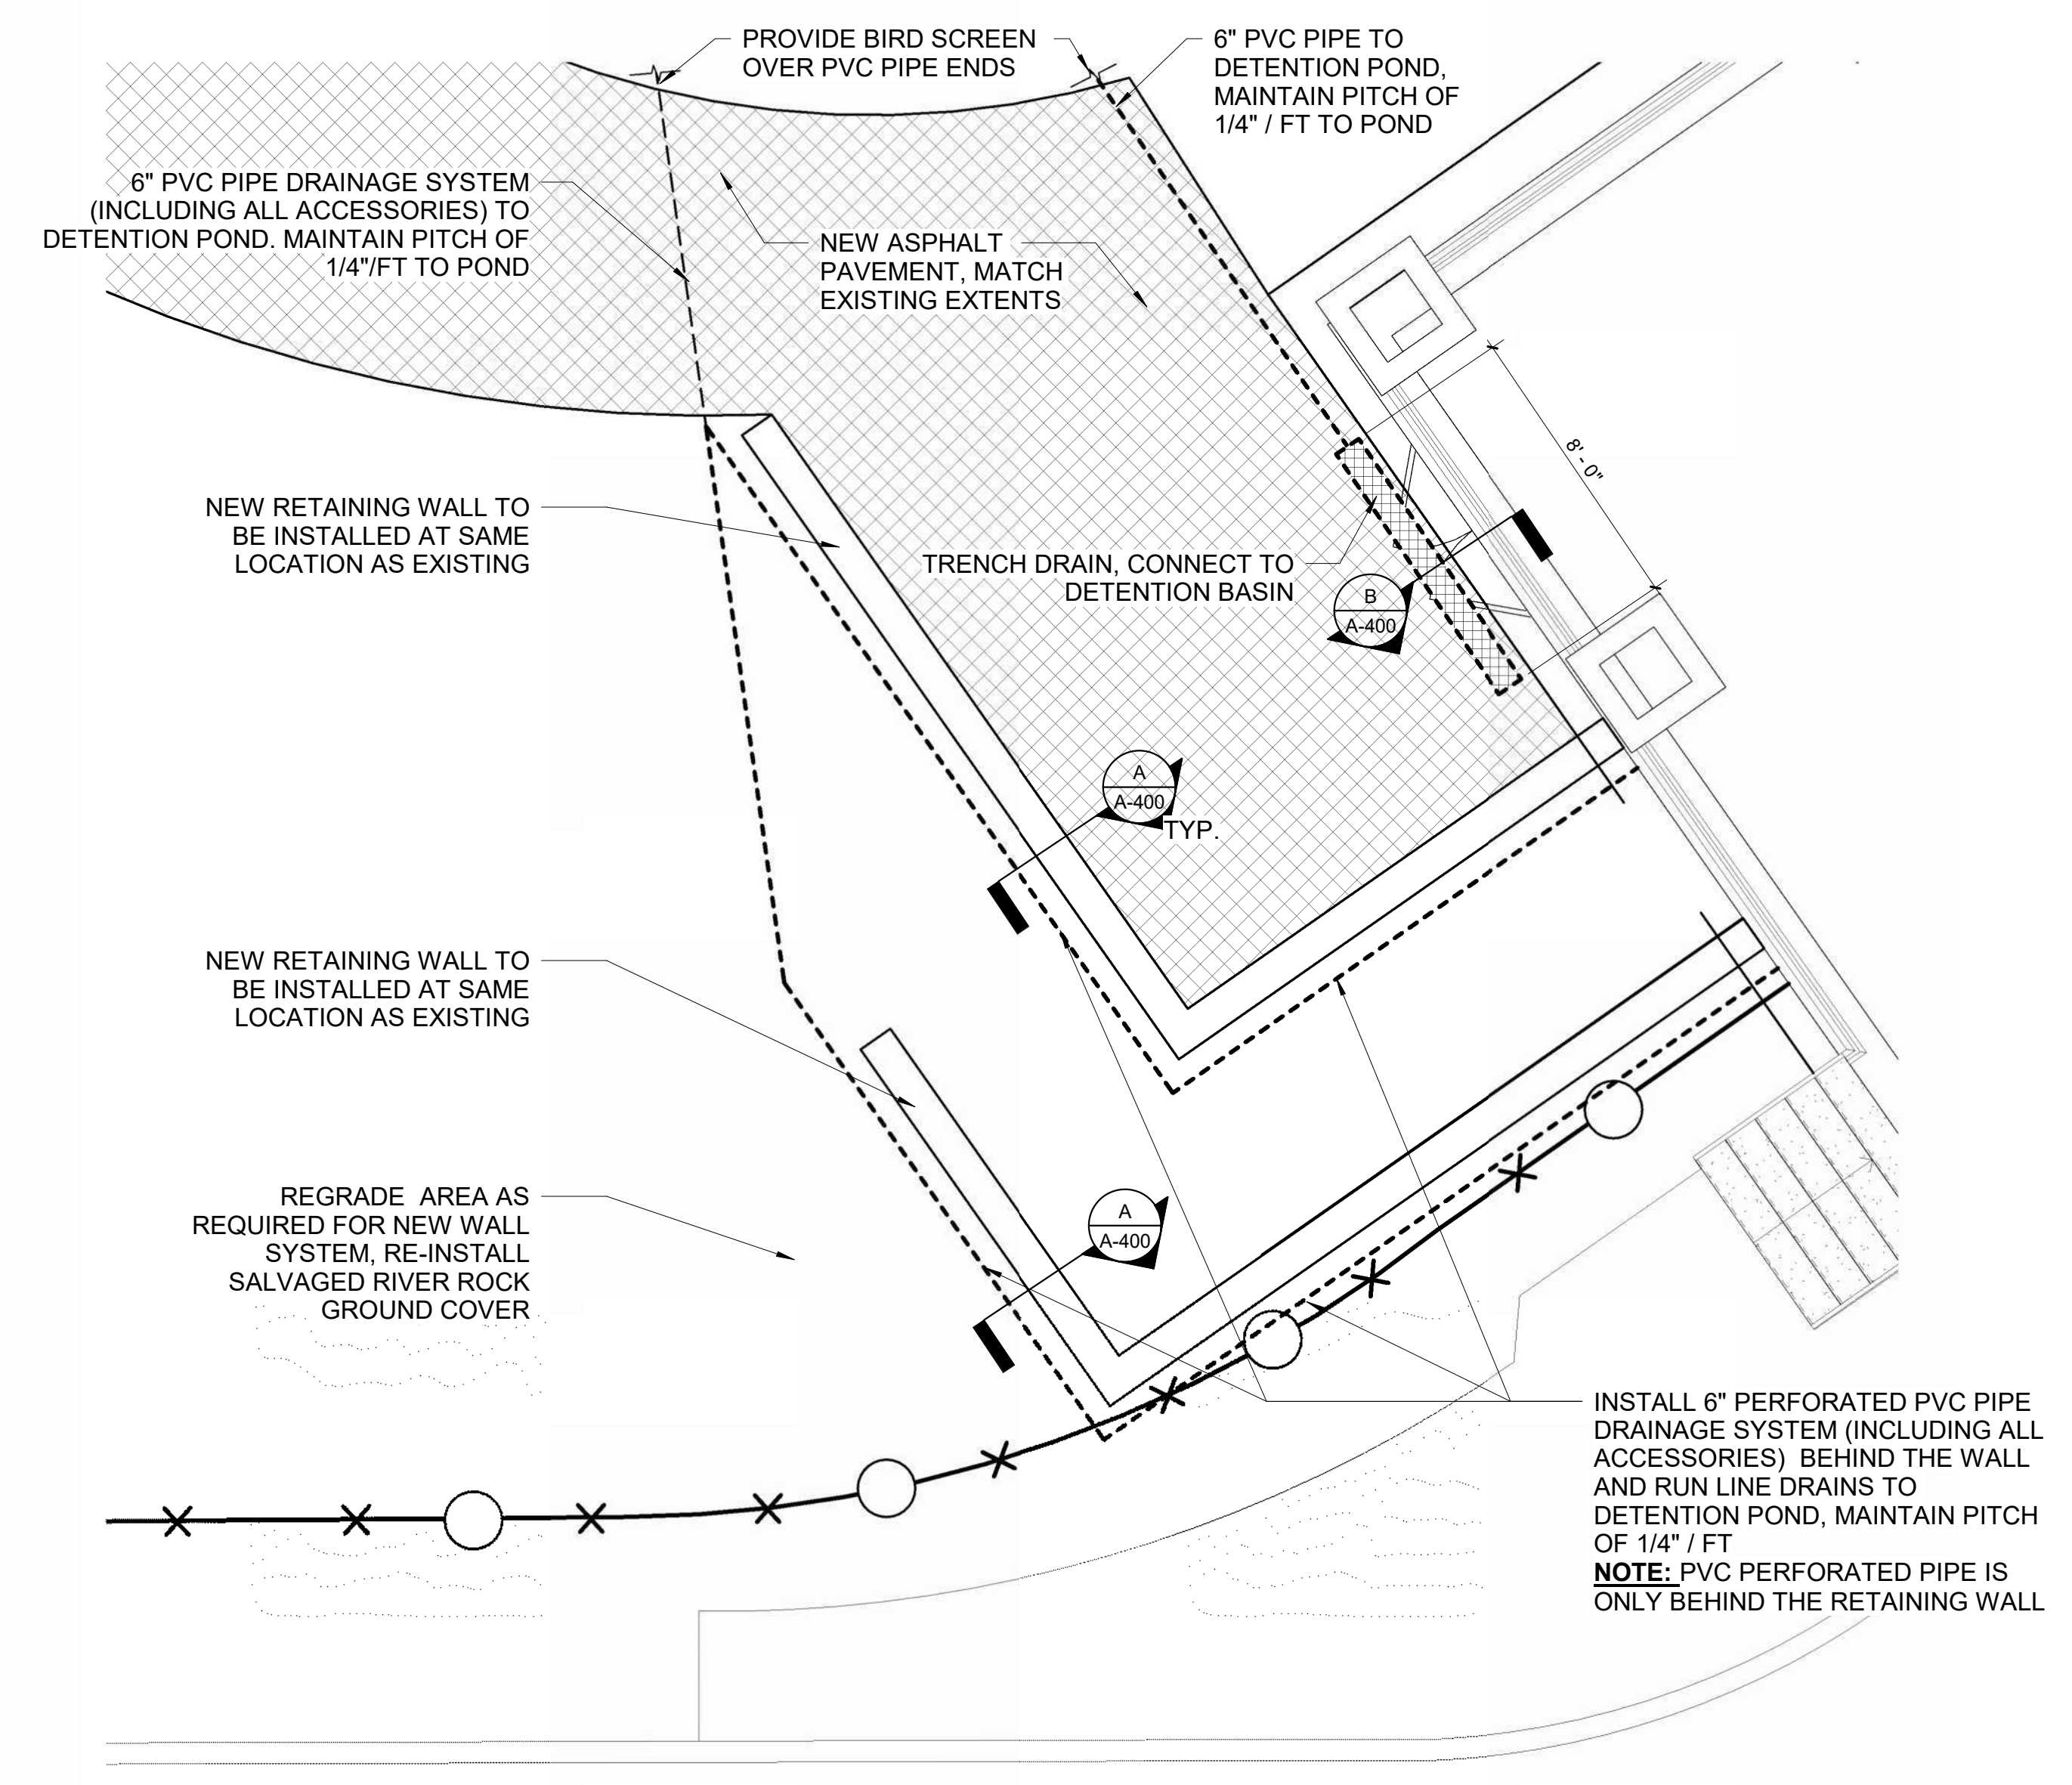 PROVIDE BIRD SCREEN
OVER PVC PIPE ENDS
6" PVC PIPE TO
DETENTION POND,
MAINTAIN PITCH OF
1/4" / FT TO POND
6" PVC PIPE DRAINAGE SYSTEM
(INCLUDING ALL ACCESSORIES) TO
DETENTION POND. MAINTAIN PITCH OF
1/4"/FT TO POND
NEW ASPHALT
PAVEMENT, MATCH
EXISTING EXTENTS
8' - 0"
NEW RETAINING WALL TO
BE INSTALLED AT SAME
LOCATION AS EXISTING
TRENCH DRAIN, CONNECT TO
DETENTION BASIN
B
A-400
A
A-400
TYP.
NEW RETAINING WALL TO
BE INSTALLED AT SAME
LOCATION AS EXISTING
REGRADE  AREA AS
REQUIRED FOR NEW WALL
SYSTEM, RE-INSTALL
SALVAGED RIVER ROCK
GROUND COVER
A
A-400
INSTALL 6" PERFORATED PVC PIPE
DRAINAGE SYSTEM (INCLUDING ALL
ACCESSORIES)  BEHIND THE WALL
AND RUN LINE DRAINS TO
DETENTION POND, MAINTAIN PITCH
OF 1/4" / FT
NOTE: PVC PERFORATED PIPE IS
ONLY BEHIND THE RETAINING WALL